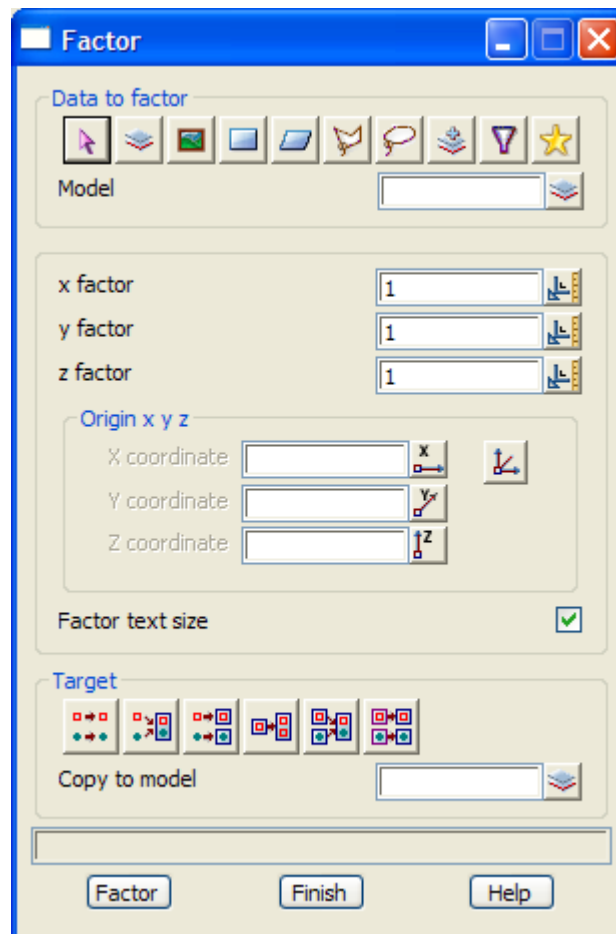 Factor
Data to factor
Model
x factor 1
y factor 1
z factor 1
Origin x y z
X coordinate X
Y coordinate Y
Z coordinate Z
Factor text size
Target
Copy to model
Factor Finish Help